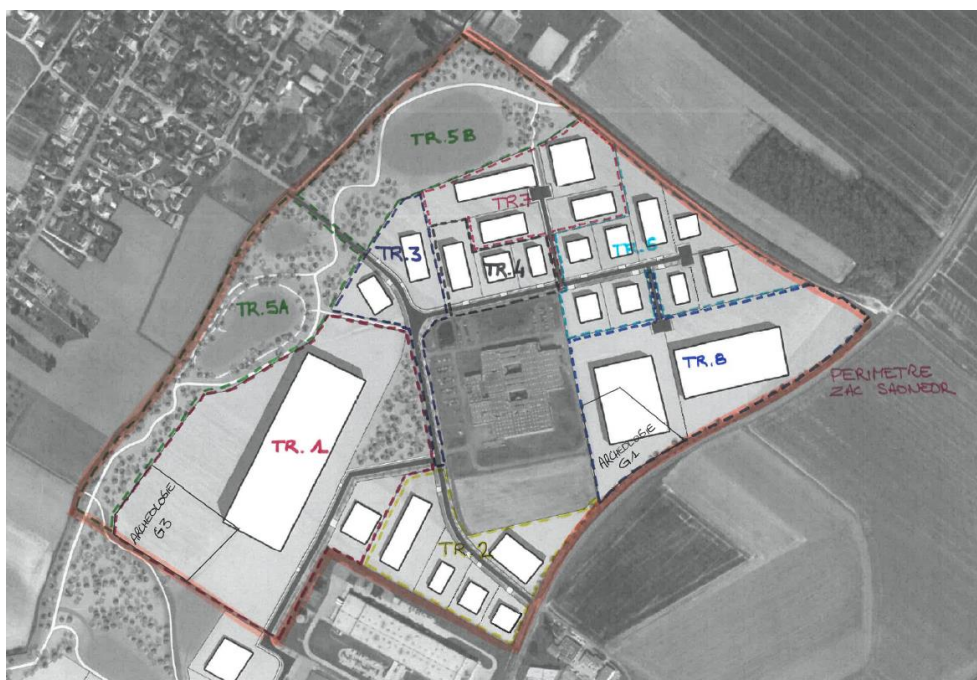 TR.5B
TR.7
TR.3
TR.6
TR.4
TR.5A
TR.8
PERIMETRE
ZAC SAONEOR
TR.1
ARCHEOLOGIE
G1
ARCHEOLOGIE
G3
TR.2